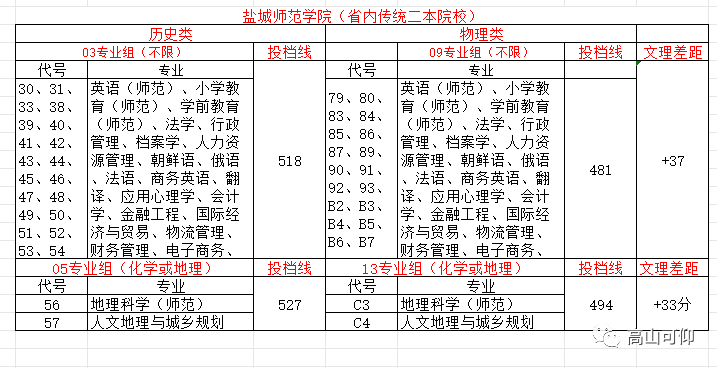 盐城师范学院（省内传统二本院校）
历史类 物理类
03专业组（不限） 投档线 09专业组（不限） 投档线 文理差距
代号 专业 代号 专业
30、31、
33、38、
39、40、
41、42、
43、44、
45、46、
47、48、
49、50、
51、52、
53、54
英语（师范）、小学教
育（师范）、学前教育
（师范）、法学、行政
管理、档案学、人力资
源管理、朝鲜语、俄语
、法语、商务英语、翻
译、应用心理学、会计
学、金融工程、国际经
济与贸易、物流管理、
财务管理、电子商务、
518
79、80、
83、84、
85、86、
87、89、
90、91、
92、93、
B2、B3、
B4、B5、
B6、B7
英语（师范）、小学教
育（师范）、学前教育
（师范）、法学、行政
管理、档案学、人力资
源管理、朝鲜语、俄语
、法语、商务英语、翻
译、应用心理学、会计
学、金融工程、国际经
济与贸易、物流管理、
财务管理、电子商务、
481
+37
05专业组（化学或地理） 投档线 13专业组（化学或地理） 投档线 文理差距
代号 专业 代号 专业
56 地理科学（师范） 527 C3 地理科学（师范） 494 +33分
57 人文地理与城乡规划 C4 人文地理与城乡规划
高山可仰